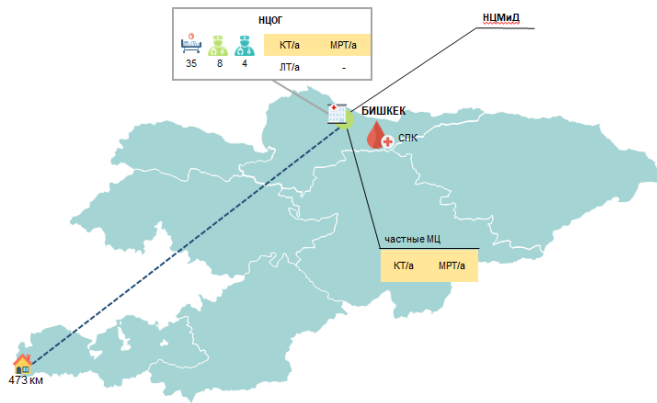 НЦОГ
КТ/а МРТ/а
35 8 4 ЛТ/а -
НЦМиД
БИШКЕК
СПК
частные МЦ
КТ/а МРТ/а
473 км